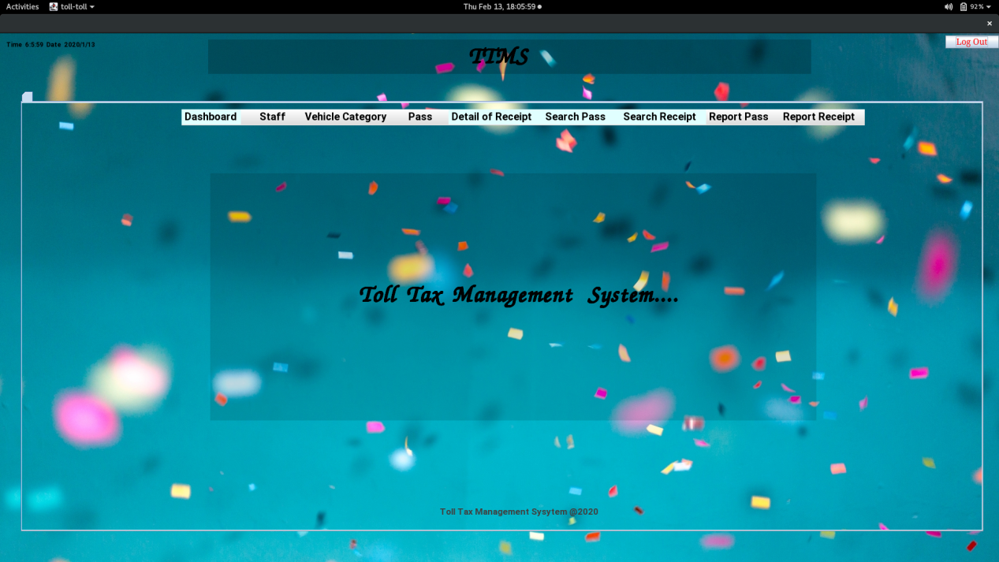 Activities toll-toll Thu Feb 13, 18:05:59 92%
×
Time 6:5:59 Date 2020/1/13
TTMS
Log Out
Dashboard Staff Vehicle Category Pass Detail of Receipt Search Pass Search Receipt Report Pass Report Receipt
Toll Tax Management System....
Toll Tax Management Sysytem @2020